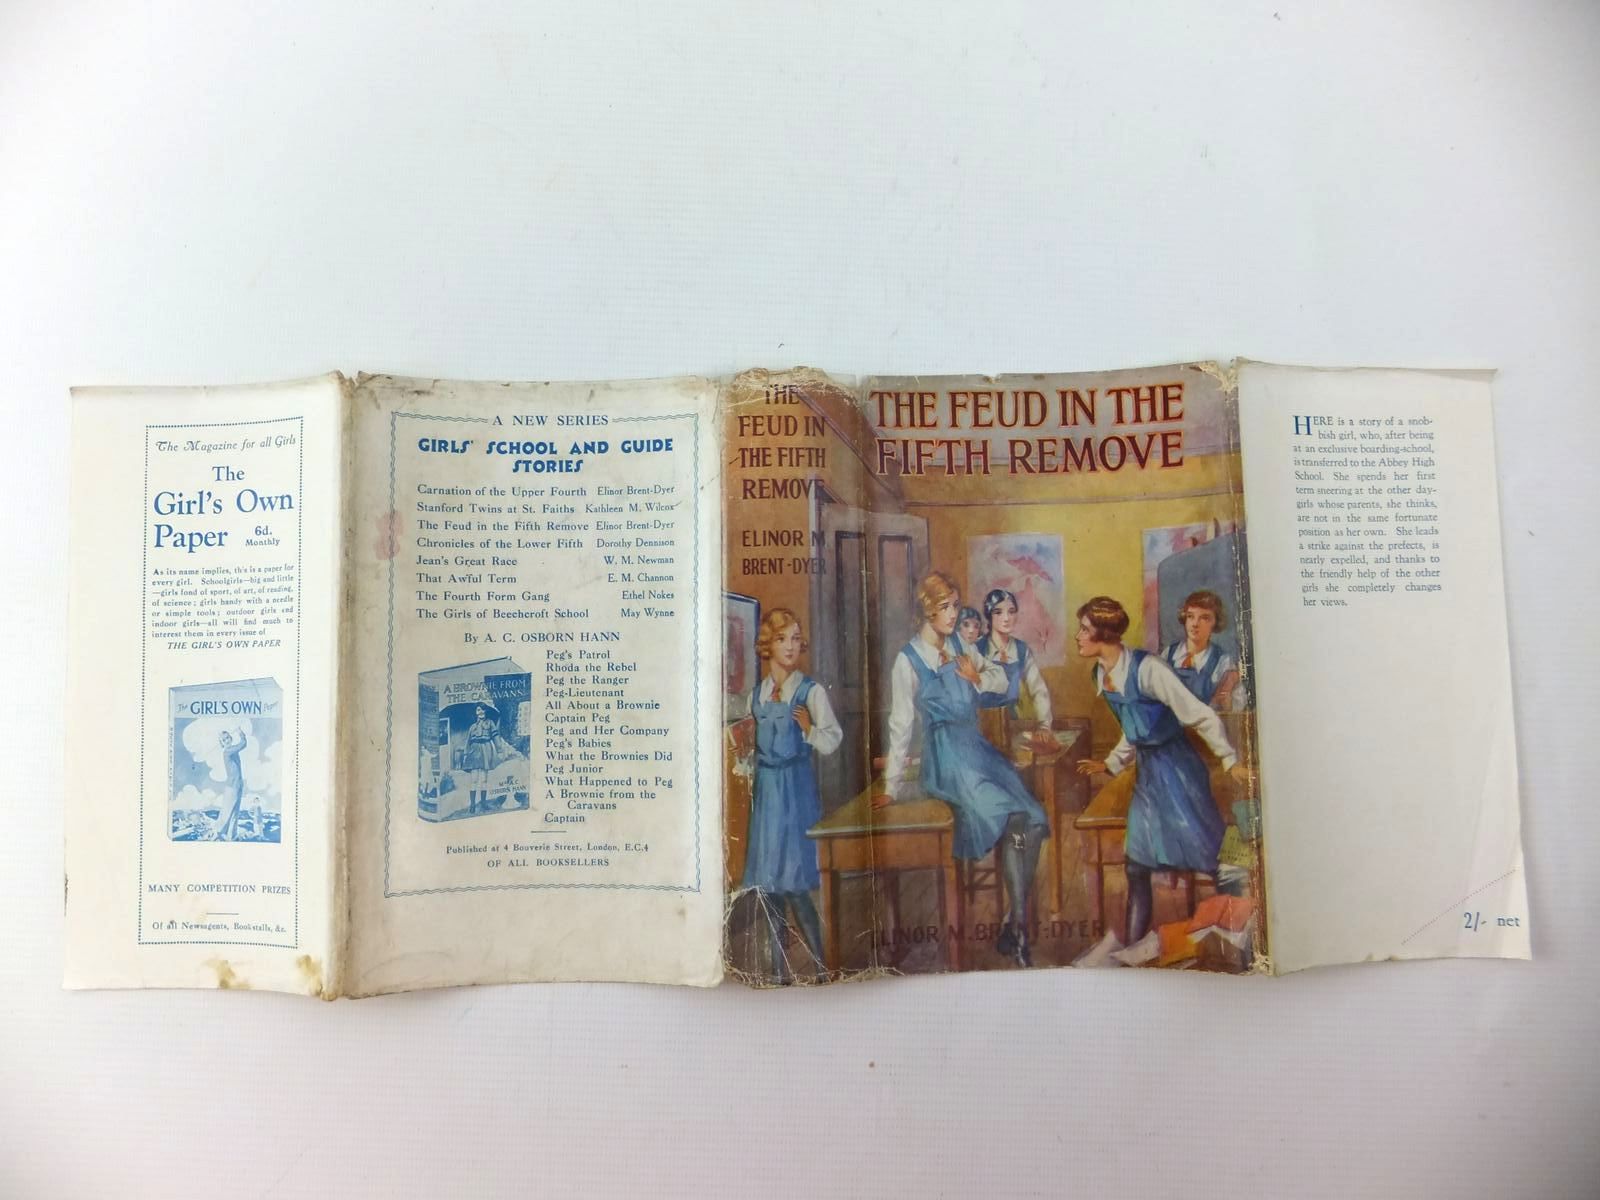 The Magazine for all Girls
The
Girl's Own
Paper
6d.
Monthly
As its name implies, this is a paper for
every girl. Schoolgirls—big and little
—girls fond of sport, of art, of reading,
of science; girls handy with a needle
or simple tools; outdoor girls and
indoor girls—all will find much to
interest them in every issue of
THE GIRL'S OWN PAPER
The GIRL'S OWN Paper
MANY COMPETITION PRIZES
Of all Newsagents, Bookstalls, &c.
A NEW SERIES
GIRLS' SCHOOL AND GUIDE
STORIES
Carnation of the Upper Fourth Elinor Brent-Dyer
Stanford Twins at St. Faiths Kathleen M. Wilcox
The Feud in the Fifth Remove Elinor Brent-Dyer
Chronicles of the Lower Fifth Dorothy Dennison
Jean's Great Race W. M. Newman
That Awful Term E. M. Channon
The Fourth Form Gang Ethel Nokes
The Girls of Beechcroft School May Wynne
By A. C. OSBORN HANN
A BROWNIE FROM
THE CARAVANS
Mrs A.C.
OSBORN HANN
Peg's Patrol
Rhoda the Rebel
Peg the Ranger
Peg-Lieutenant
All About a Brownie
Captain Peg
Peg and Her Company
Peg's Babies
What the Brownies Did
Peg Junior
What Happened to Peg
A Brownie from the
Caravans
Captain
Published at 4 Bouverie Street, London, E.C.4
OF ALL BOOKSELLERS
THE
FEUD IN
THE FIFTH
REMOVE
ELINOR M
BRENT-DYER
THE FEUD IN THE
FIFTH REMOVE
ELINOR M. BRENT-DYER
HERE is a story of a snob-
bish girl, who, after being
at an exclusive boarding-school,
is transferred to the Abbey High
School. She spends her first
term sneering at the other day-
girls whose parents, she thinks,
are not in the same fortunate
position as her own. She leads
a strike against the prefects, is
nearly expelled, and thanks to
the friendly help of the other
girls she completely changes
her views.
2/- net